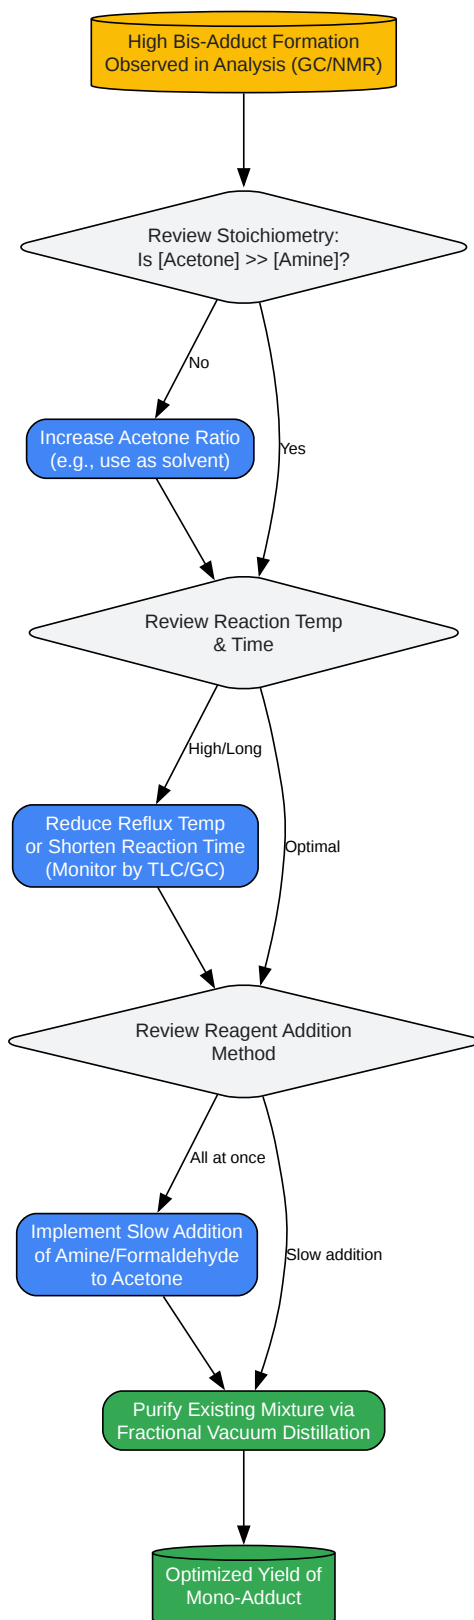 High Bis-Adduct Formation
Observed in Analysis (GC/NMR)
Review Stoichiometry:
Is [Acetone] >> [Amine]?
No
Increase Acetone Ratio
(e.g., use as solvent)
Yes
Review Reaction Temp
& Time
High/Long
Reduce Reflux Temp
or Shorten Reaction Time
(Monitor by TLC/GC)
Optimal
Review Reagent Addition
Method
All at once
Implement Slow Addition
of Amine/Formaldehyde
to Acetone
Slow addition
Purify Existing Mixture via
Fractional Vacuum Distillation
Optimized Yield of
Mono-Adduct